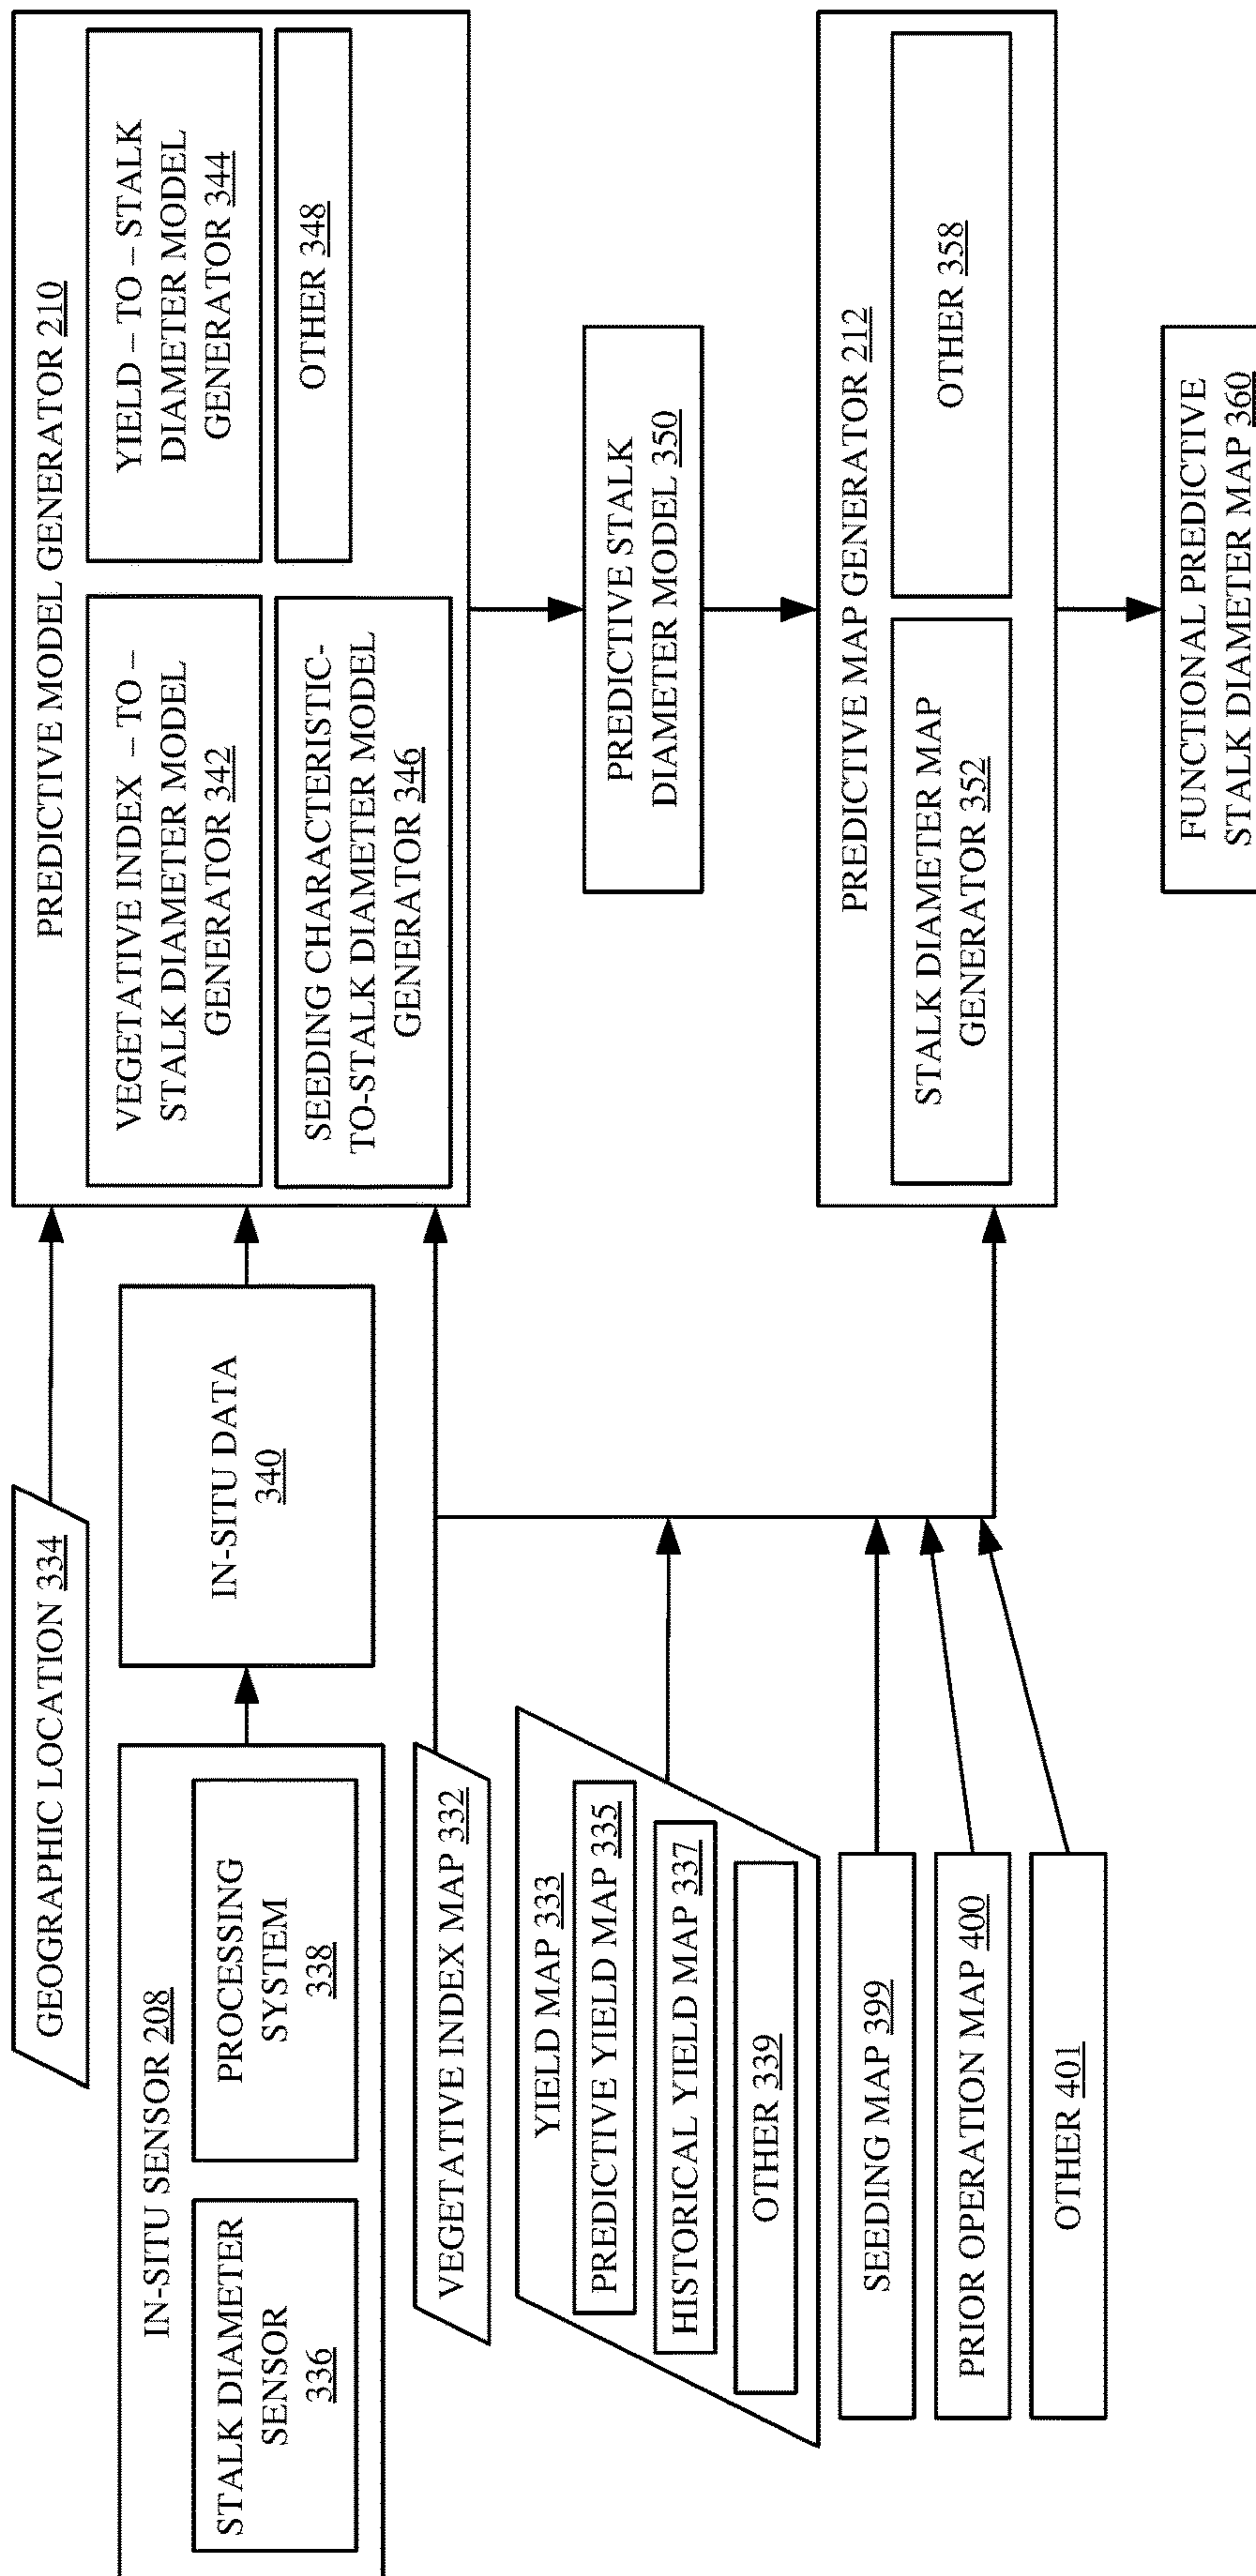 GEOGRAPHIC LOCATION 334
IN-SITU SENSOR 208
STALK DIAMETER
SENSOR
336
PROCESSING
SYSTEM
338
IN-SITU DATA
340
VEGETATIVE INDEX MAP 332
YIELD MAP 333
PREDICTIVE YIELD MAP 335
HISTORICAL YIELD MAP 337
OTHER 339
SEEDING MAP 399
PRIOR OPERATION MAP 400
OTHER 401
PREDICTIVE MODEL GENERATOR 210
VEGETATIVE INDEX – TO –
STALK DIAMETER MODEL
GENERATOR 342
YIELD – TO – STALK
DIAMETER MODEL
GENERATOR 344
SEEDING CHARACTERISTIC-
TO-STALK DIAMETER MODEL
GENERATOR 346
OTHER 348
PREDICTIVE STALK
DIAMETER MODEL 350
PREDICTIVE MAP GENERATOR 212
STALK DIAMETER MAP
GENERATOR 352
OTHER 358
FUNCTIONAL PREDICTIVE
STALK DIAMETER MAP 360